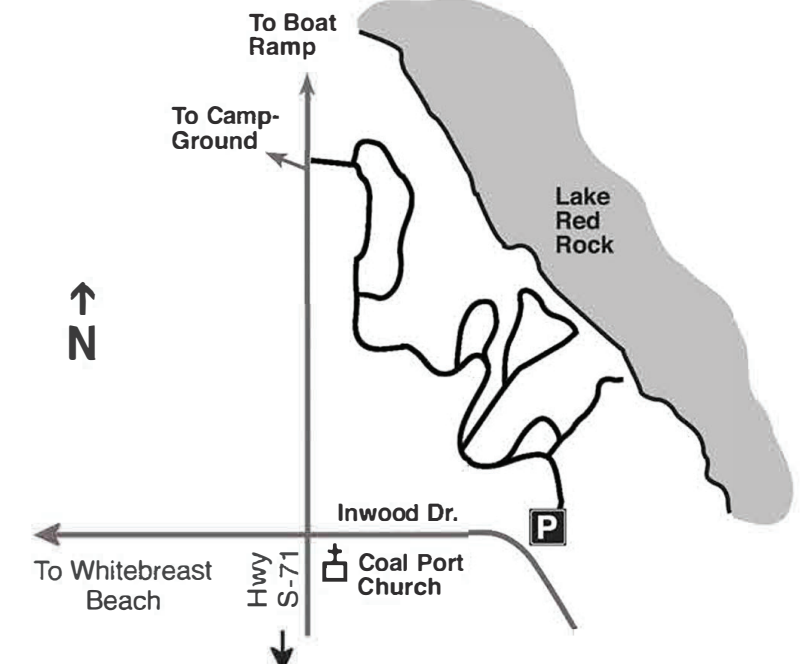 To Boat
Ramp
To Camp-
Ground
Lake
Red
Rock
N
Inwood Dr.
P
To Whitebreast
Beach
Hwy
S-71
Coal Port
Church